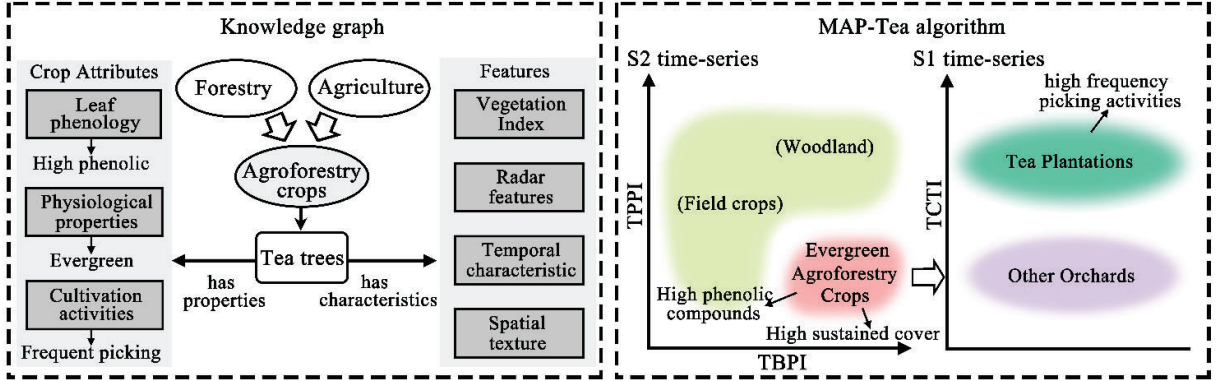 Knowledge graph
Crop Attributes
Leaf
phenology
High phenolic
Physiological
properties
Evergreen
Cultivation
activities
Frequent picking
Forestry
Agriculture
Agroforestry
crops
Tea trees
has
properties
has
characteristics
Features
Vegetation
Index
Radar
features
Temporal
characteristic
Spatial
texture
MAP-Tea algorithm
S2 time-series
TPPI
(Woodland)
(Field crops)
Evergreen
Agroforestry
Crops
High phenolic
compounds
High sustained cover
TBPI
S1 time-series
TCTI
high frequency
picking activities
Tea Plantations
Other Orchards